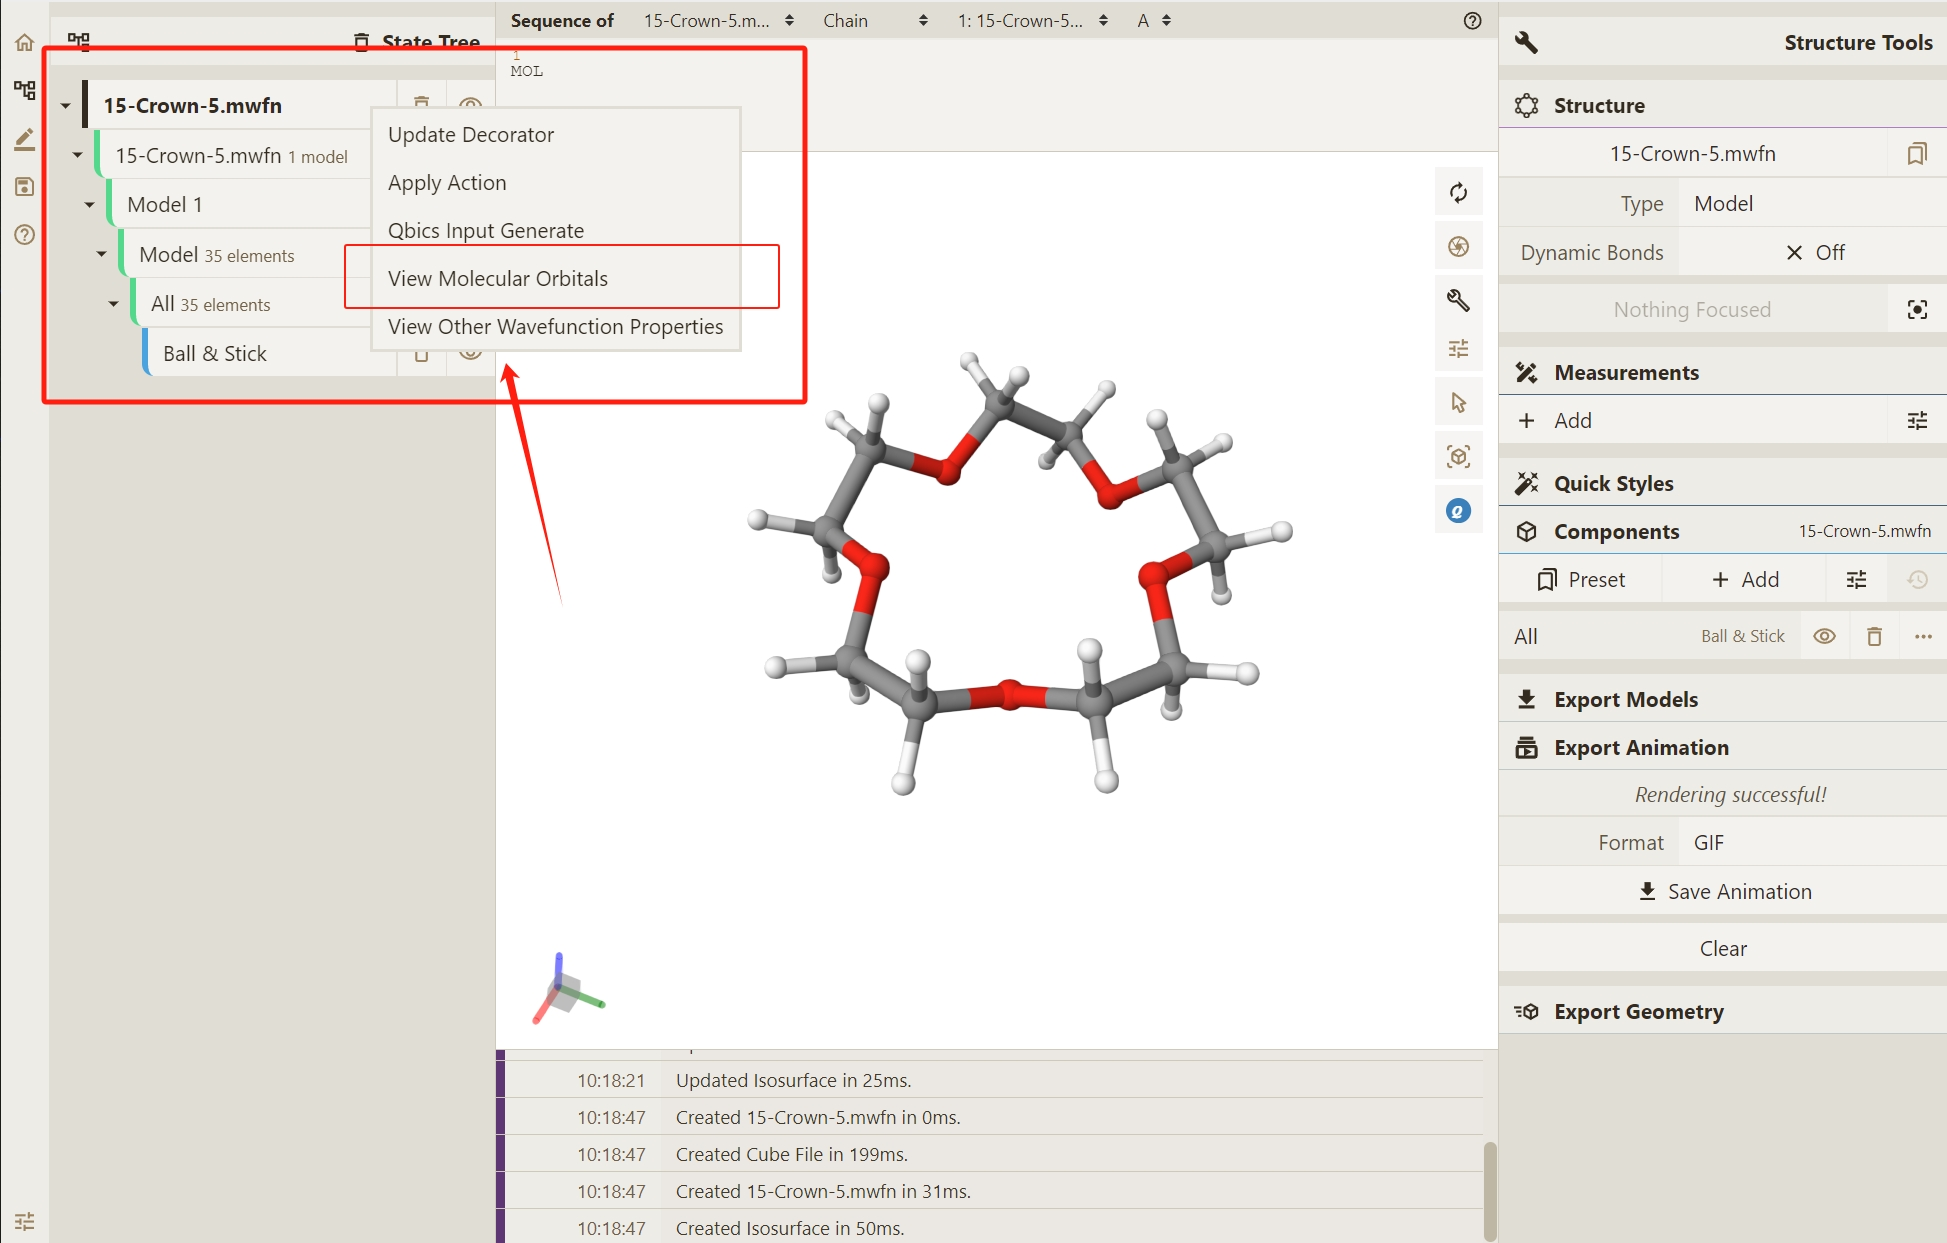 State Tree
15-Crown-5.mwfn
15-Crown-5.mwfn 1 model
Model 1
Model 35 elements
All 35 elements
Ball & Stick
Update Decorator
Apply Action
Qbics Input Generate
View Molecular Orbitals
View Other Wavefunction Properties
Sequence of 15-Crown-5.m... Chain 1: 15-Crown-5... A
1
MOL
10:18:21 Updated Isosurface in 25ms.
10:18:47 Created 15-Crown-5.mwfn in 0ms.
10:18:47 Created Cube File in 199ms.
10:18:47 Created 15-Crown-5.mwfn in 31ms.
10:18:47 Created Isosurface in 50ms.
Structure Tools
Structure
15-Crown-5.mwfn
Type Model
Dynamic Bonds Off
Nothing Focused
Measurements
Add
Quick Styles
Components 15-Crown-5.mwfn
Preset Add
All Ball & Stick
Export Models
Export Animation
Rendering successful!
Format GIF
Save Animation
Clear
Export Geometry